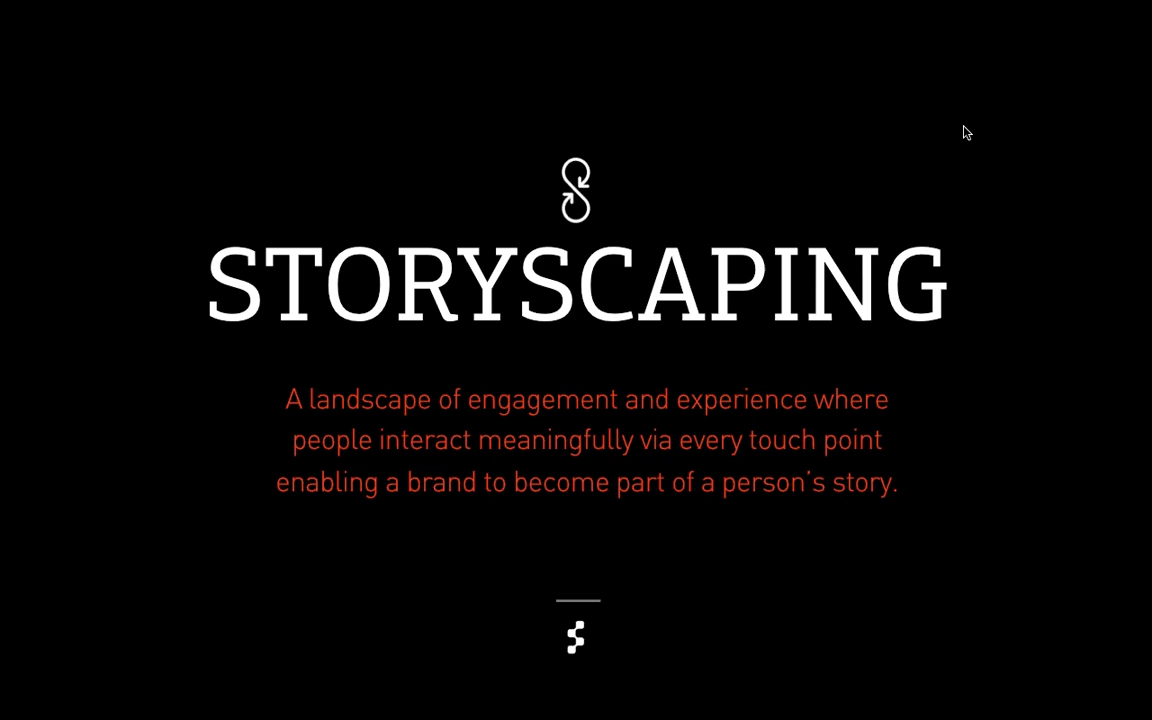 STORYSCAPING
A landscape of engagement and experience where
people interact meaningfully via every touch point
enabling a brand to become part of a person’s story.